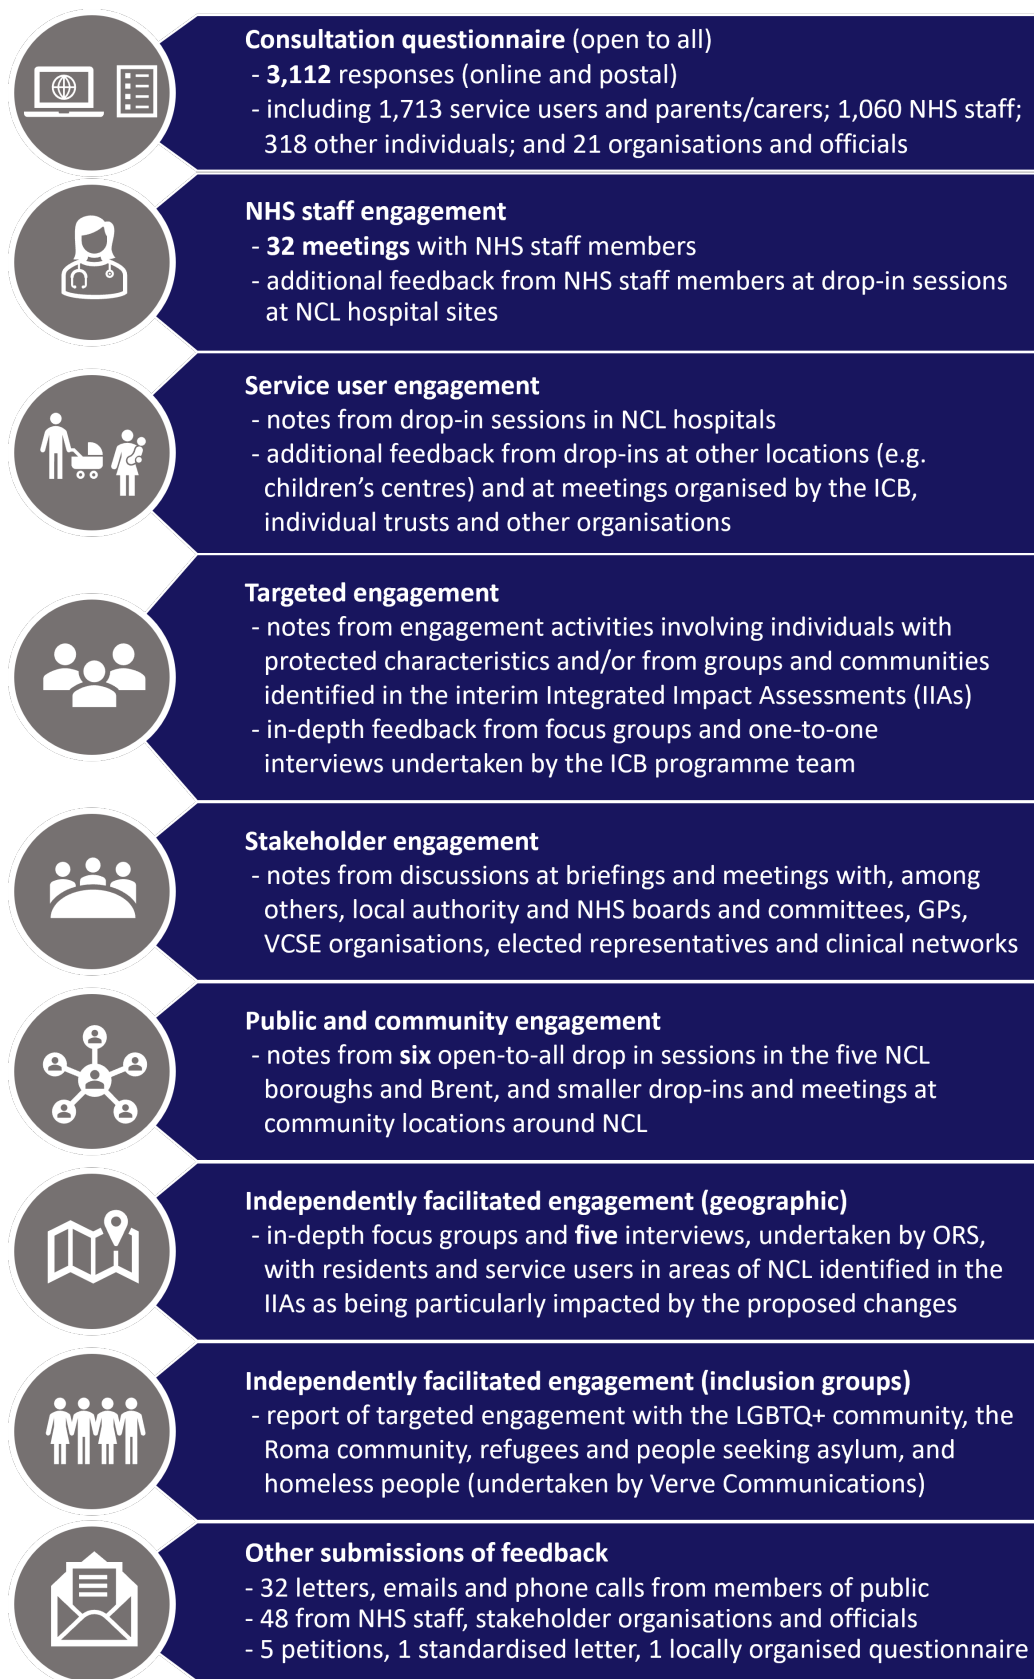 Consultation questionnaire (open to all)
- 3,112 responses (online and postal)
- including 1,713 service users and parents/carers; 1,060 NHS staff;
318 other individuals; and 21 organisations and officials
NHS staff engagement
- 32 meetings with NHS staff members
- additional feedback from NHS staff members at drop-in sessions
at NCL hospital sites
Service user engagement
- notes from drop-in sessions in NCL hospitals
- additional feedback from drop-ins at other locations (e.g.
children's centres) and at meetings organised by the ICB,
individual trusts and other organisations
Targeted engagement
- notes from engagement activities involving individuals with
protected characteristics and/or from groups and communities
identified in the interim Integrated Impact Assessments (IIAs)
- in-depth feedback from focus groups and one-to-one
interviews undertaken by the ICB programme team
Stakeholder engagement
- notes from discussions at briefings and meetings with, among
others, local authority and NHS boards and committees, GPs,
VCSE organisations, elected representatives and clinical networks
Public and community engagement
- notes from six open-to-all drop in sessions in the five NCL
boroughs and Brent, and smaller drop-ins and meetings at
community locations around NCL
Independently facilitated engagement (geographic)
- in-depth focus groups and five interviews, undertaken by ORS,
with residents and service users in areas of NCL identified in the
IIAs as being particularly impacted by the proposed changes
Independently facilitated engagement (inclusion groups)
- report of targeted engagement with the LGBTQ+ community, the
Roma community, refugees and people seeking asylum, and
homeless people (undertaken by Verve Communications)
Other submissions of feedback
- 32 letters, emails and phone calls from members of public
- 48 from NHS staff, stakeholder organisations and officials
- 5 petitions, 1 standardised letter, 1 locally organised questionnaire